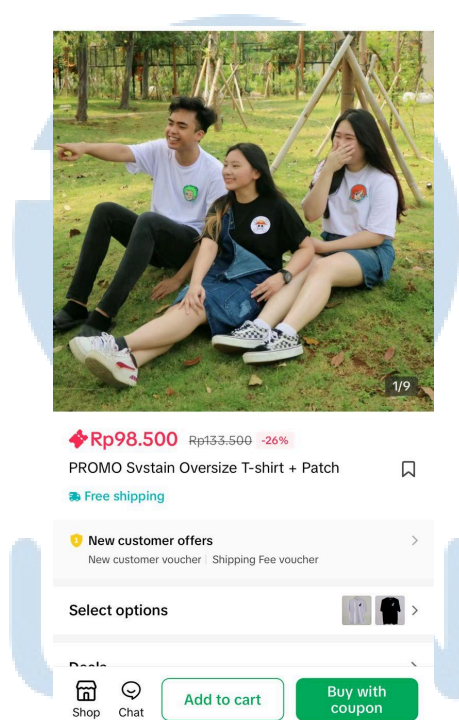 1/9
Rp98.500 Rp133.500 -26%
PROMO Svstain Oversize T-shirt + Patch
Free shipping
New customer offers
New customer voucher | Shipping Fee voucher
Select options
Deals
Shop
Chat
Add to cart
Buy with
coupon